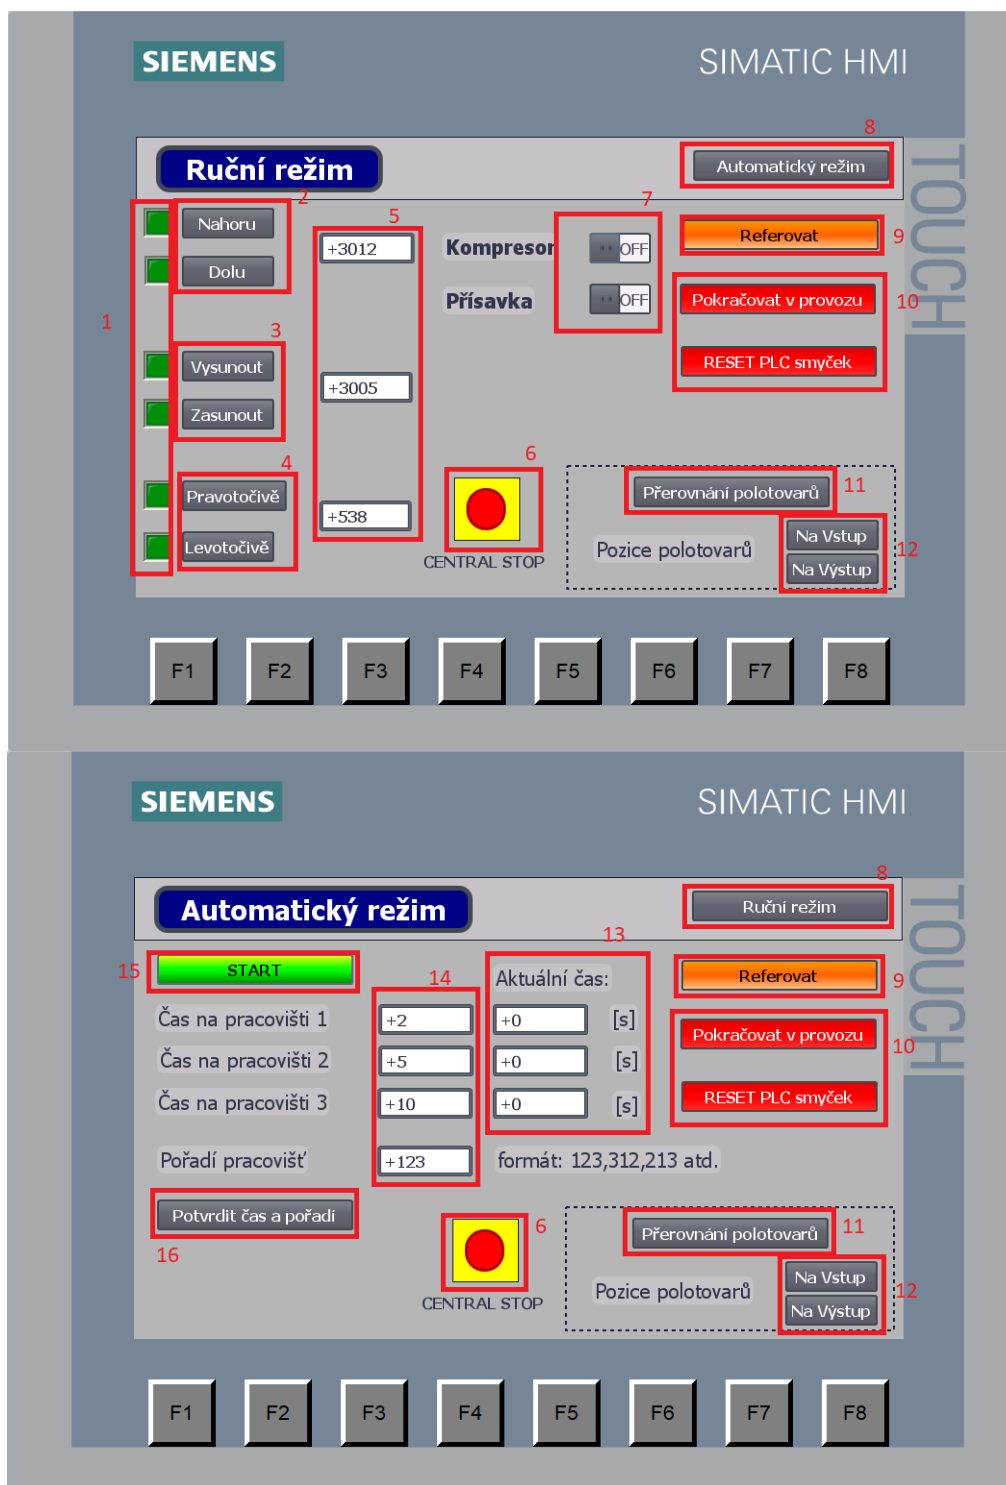 SIEMENS
SIMATIC HMI
TOUCH
8
Ruční režim
Automatický režim
2
7
5
Nahoru
+3012
Kompresor
OFF
Referovat
9
Dolu
Přísavka
OFF
Pokračovat v provozu
10
1
3
Vysunout
RESET PLC smyček
+3005
Zasunout
4
6
Pravotočivě
Přerovnání polotovarů
11
+538
Levotočivě
Na Vstup
Pozice polotovarů
12
CENTRAL STOP
Na Výstup
F1 F2 F3 F4 F5 F6 F7 F8
SIEMENS
SIMATIC HMI
TOUCH
8
Automatický režim
Ruční režim
13
15
START
14
Aktuální čas:
Referovat
9
Čas na pracovišti 1
+2
+0
[s]
Pokračovat v provozu
10
Čas na pracovišti 2
+5
+0
[s]
Čas na pracovišti 3
+10
+0
[s]
RESET PLC smyček
Pořadí pracovišť
+123
formát: 123,312,213 atd.
Potvrdit čas a pořadí
16
6
Přerovnání polotovarů
11
Na Vstup
Pozice polotovarů
12
CENTRAL STOP
Na Výstup
F1 F2 F3 F4 F5 F6 F7 F8